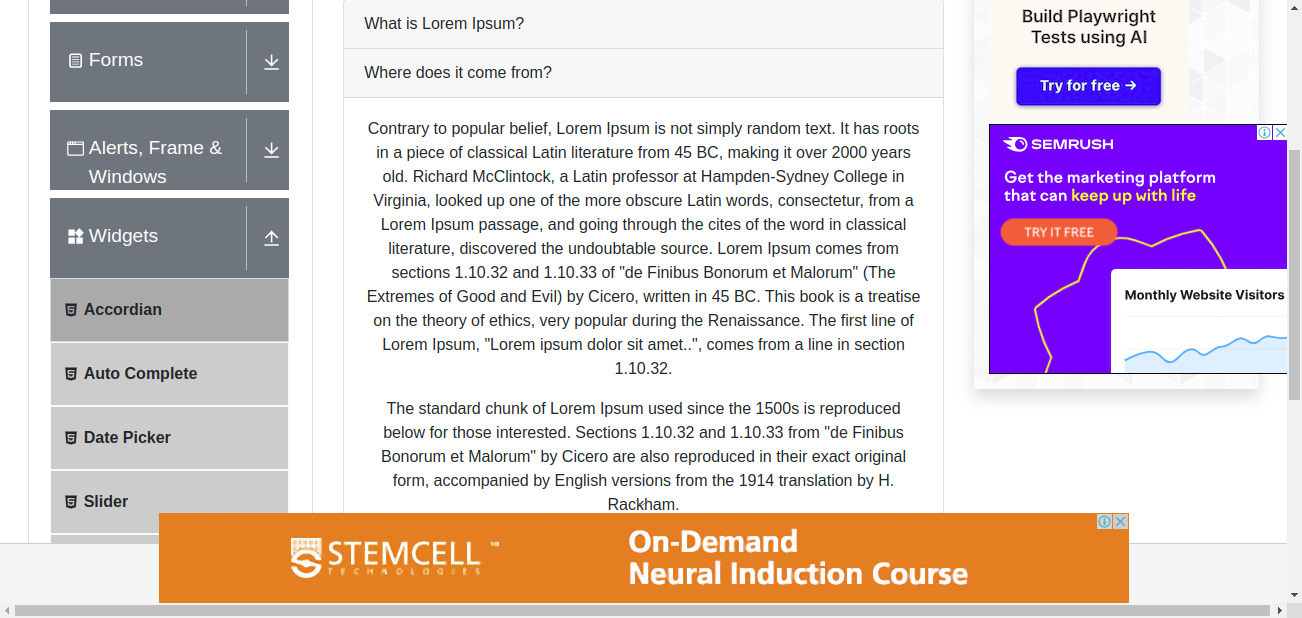 Forms
Alerts, Frame &
Windows
Widgets
Accordian
Auto Complete
Date Picker
Slider
What is Lorem Ipsum?
Where does it come from?
Contrary to popular belief, Lorem Ipsum is not simply random text. It has roots
in a piece of classical Latin literature from 45 BC, making it over 2000 years
old. Richard McClintock, a Latin professor at Hampden-Sydney College in
Virginia, looked up one of the more obscure Latin words, consectetur, from a
Lorem Ipsum passage, and going through the cites of the word in classical
literature, discovered the undoubtable source. Lorem Ipsum comes from
sections 1.10.32 and 1.10.33 of "de Finibus Bonorum et Malorum" (The
Extremes of Good and Evil) by Cicero, written in 45 BC. This book is a treatise
on the theory of ethics, very popular during the Renaissance. The first line of
Lorem Ipsum, "Lorem ipsum dolor sit amet..", comes from a line in section
1.10.32.
The standard chunk of Lorem Ipsum used since the 1500s is reproduced
below for those interested. Sections 1.10.32 and 1.10.33 from "de Finibus
Bonorum et Malorum" by Cicero are also reproduced in their exact original
form, accompanied by English versions from the 1914 translation by H.
Rackham.
Build Playwright
Tests using AI
Try for free →
SEMRUSH
Get the marketing platform
that can keep up with life
TRY IT FREE
Monthly Website Visitors
STEMCELL™
TECHNOLOGIES
On-Demand
Neural Induction Course